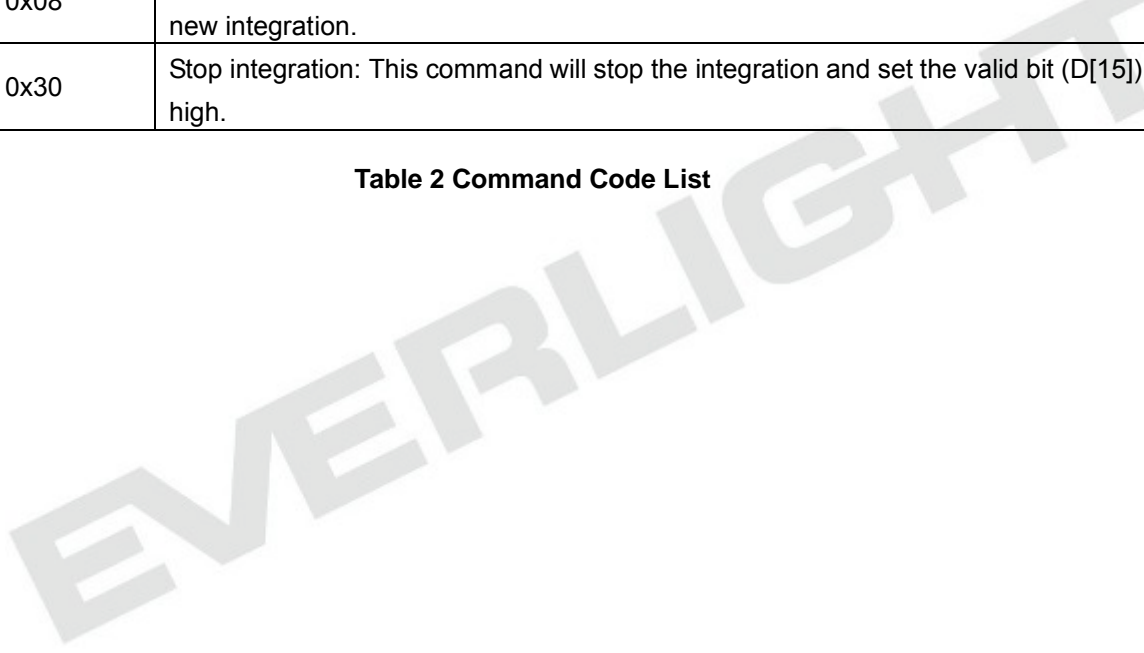 0x08
new integration.
0x30
Stop integration: This command will stop the integration and set the valid bit (D[15])
high.
Table 2 Command Code List
EVERLIGHT